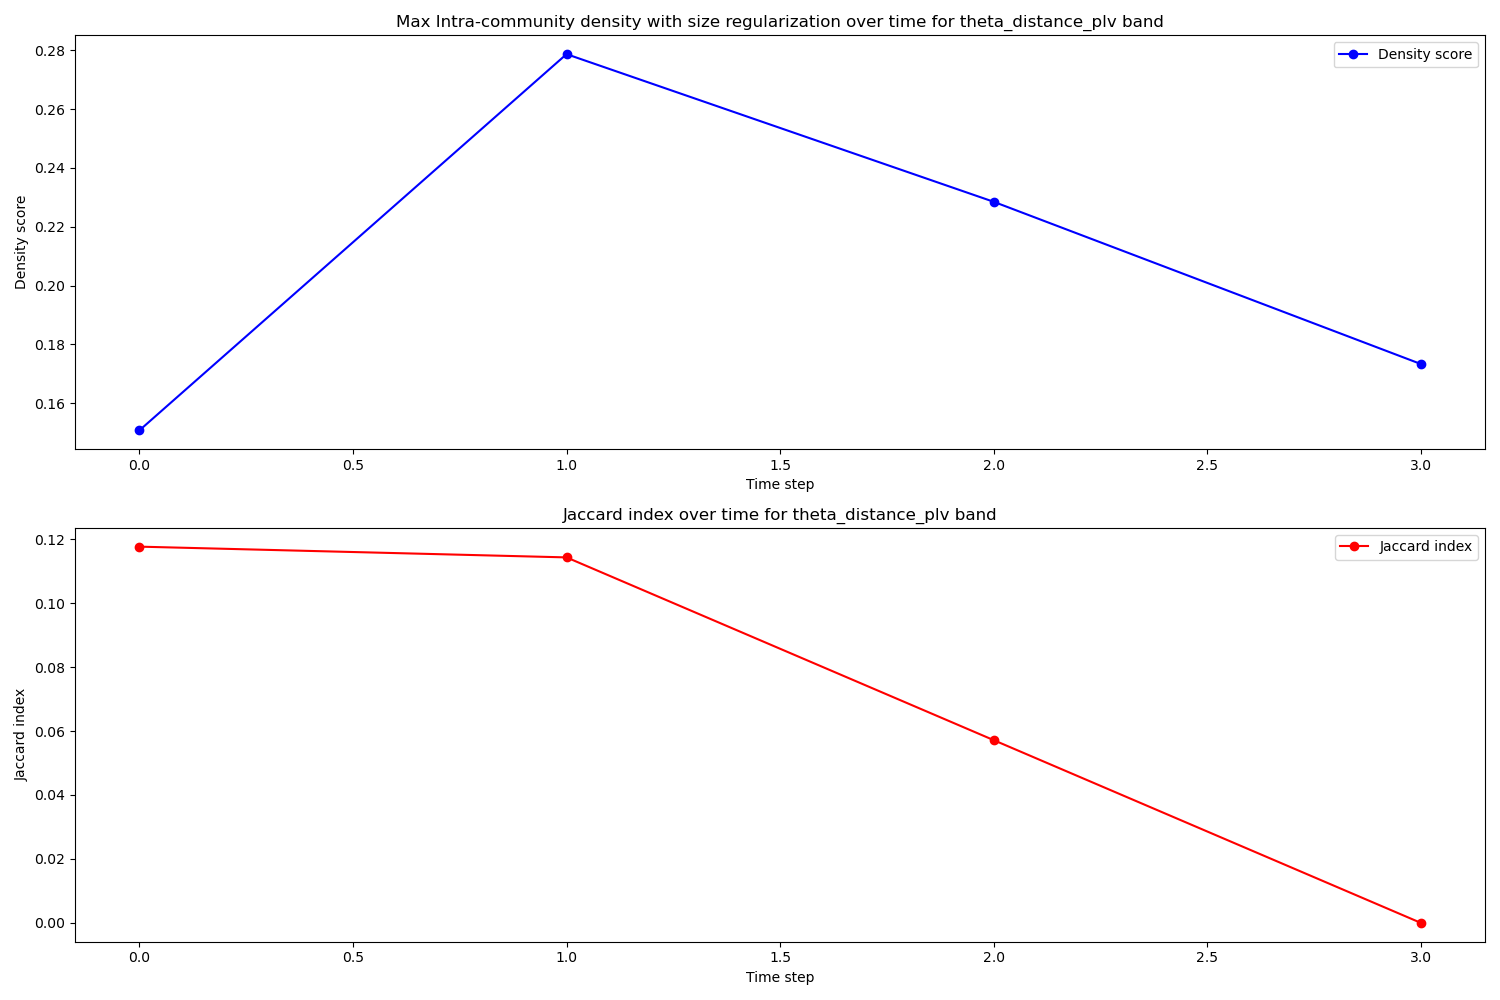 Max Intra-community density with size regularization over time for theta_distance_plv band
Density score
0.28
0.26
0.24
0.22
0.20
0.18
0.16
Density score
0.0 0.5 1.0 1.5 2.0 2.5 3.0
Time step
Jaccard index over time for theta_distance_plv band
Jaccard index
0.12
0.10
0.08
0.06
0.04
0.02
0.00
Jaccard index
0.0 0.5 1.0 1.5 2.0 2.5 3.0
Time step